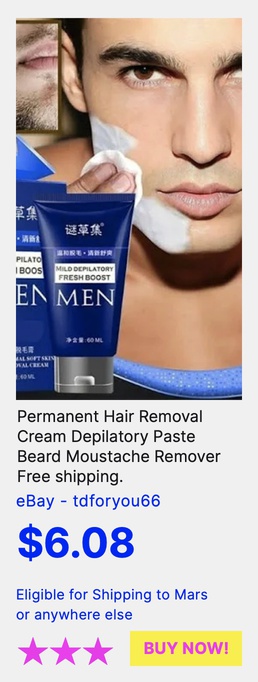 谜草集®
温和脱毛·清新舒爽
MILD DEPILATORY
FRESH BOOST
MEN
净含量:60 ML
Permanent Hair Removal
Cream Depilatory Paste
Beard Moustache Remover
Free shipping.
eBay - tdforyou66
$6.08
Eligible for Shipping to Mars
or anywhere else
BUY NOW!